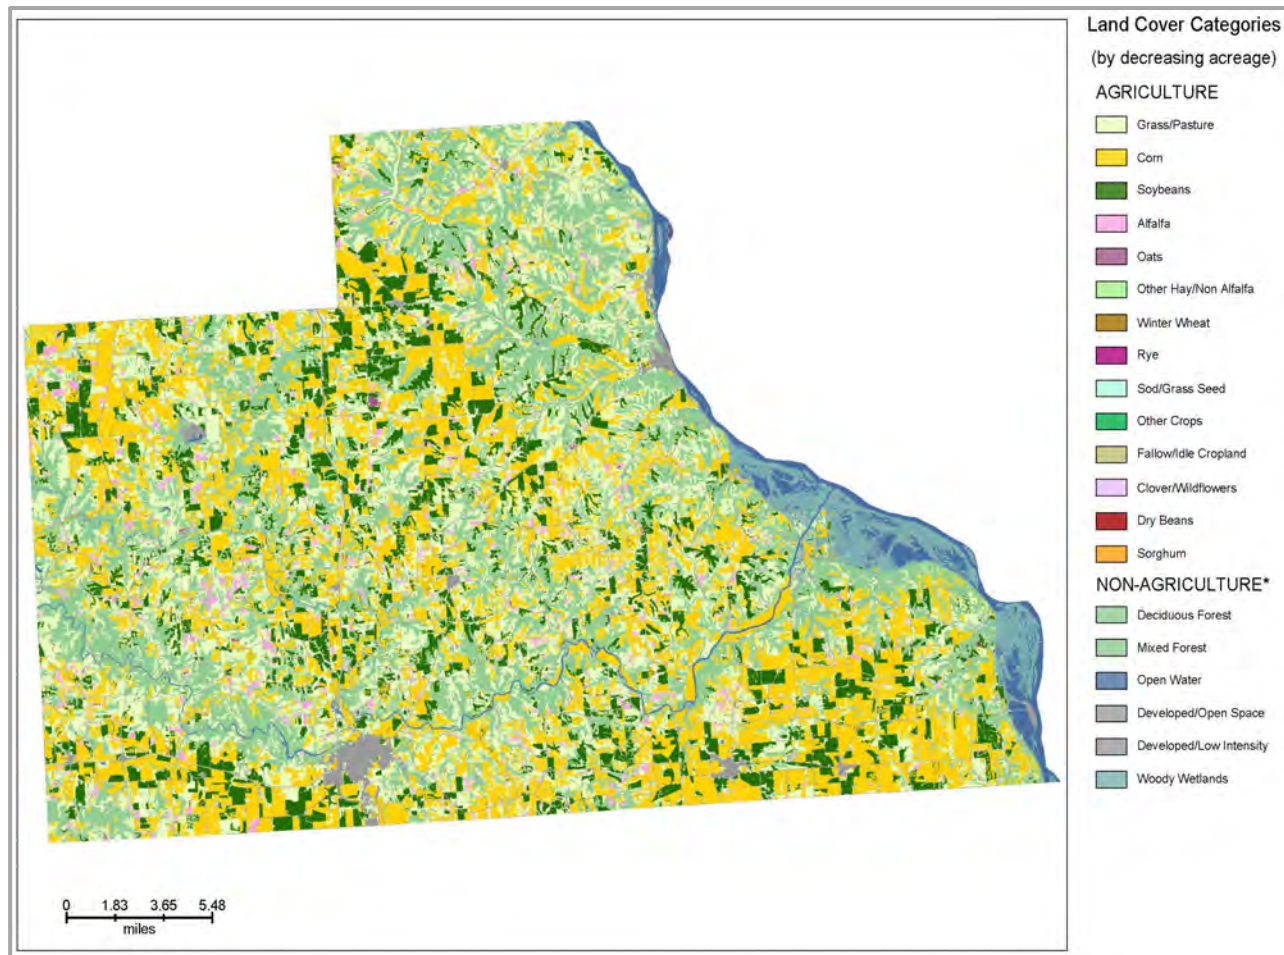 Land Cover Categories
(by decreasing acreage)
AGRICULTURE
Grass/Pasture
Corn
Soybeans
Alfalfa
Oats
Other Hay/Non Alfalfa
Winter Wheat
Rye
Sod/Grass Seed
Other Crops
Fallow/Idle Cropland
Clover/Wildflowers
Dry Beans
Sorghum
NON-AGRICULTURE*
Deciduous Forest
Mixed Forest
Open Water
Developed/Open Space
Developed/Low Intensity
Woody Wetlands
0 1.83 3.65 5.48
miles